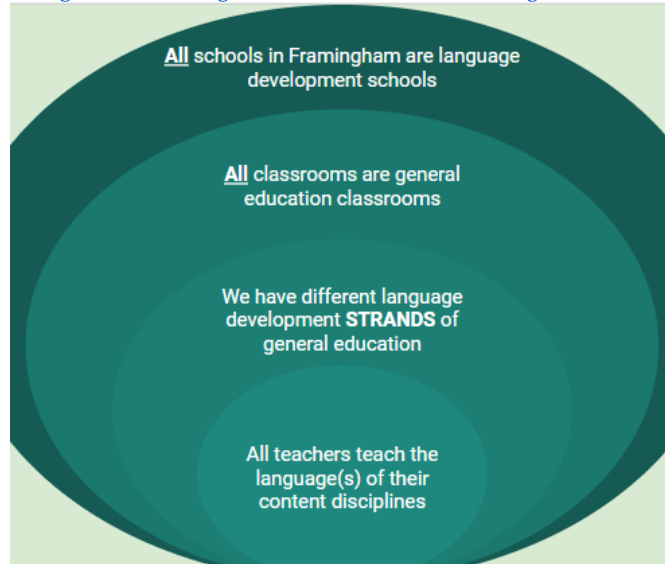 All schools in Framingham are language
development schools
All classrooms are general
education classrooms
We have different language
development STRANDS of
general education
All teachers teach the
language(s) of their
content disciplines